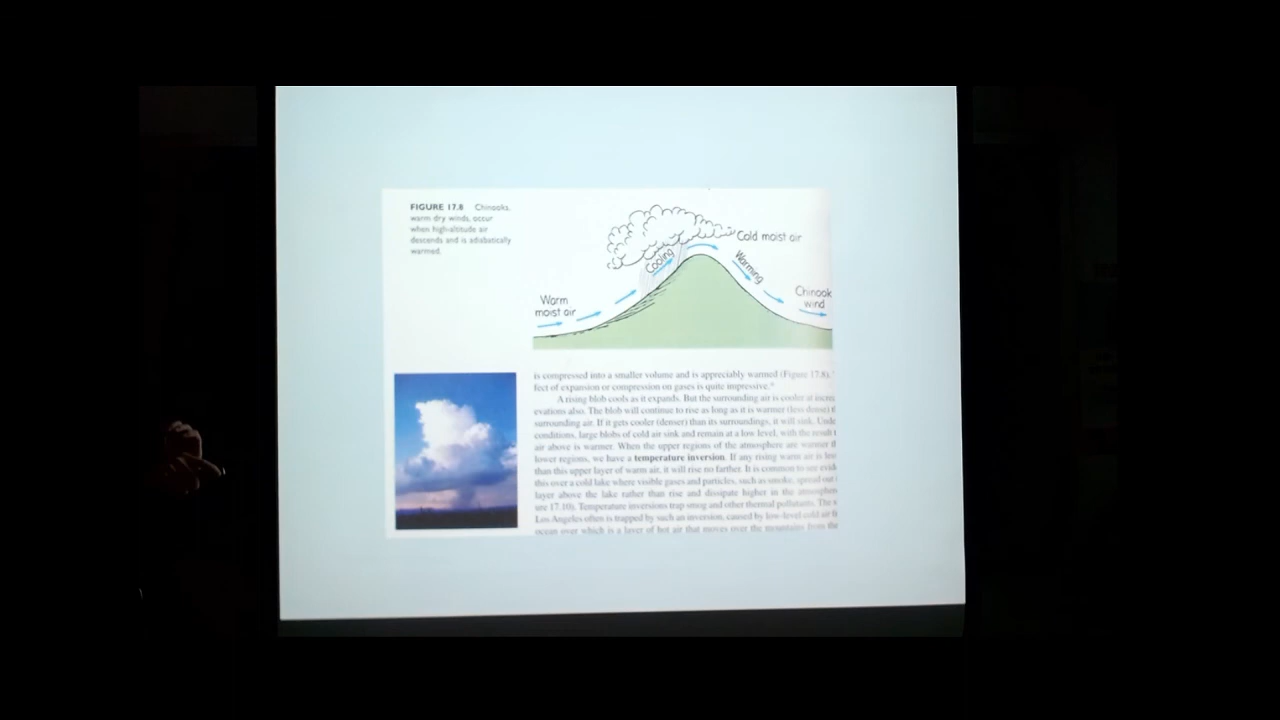 FIGURE 17.8 Chinooks,
warm dry winds, occur
when high-altitude air
descends and is adiabatically
warmed.
Cold moist air
Cooling
Warming
Warm
moist air
Chinook
wind
is compressed into a smaller volume and is appreciably warmed (Figure 17.8).
fect of expansion or compression on gases is quite impressive.*
A rising blob cools as it expands. But the surrounding air is cooler at increa
evations also. The blob will continue to rise as long as it is warmer (less dense)
surrounding air. If it gets cooler (denser) than its surroundings, it will sink. Unde
conditions, large blobs of cold air sink and remain at a low level, with the result
air above is warmer. When the upper regions of the atmosphere are warmer
lower regions, we have a temperature inversion. If any rising warm air is
than this upper layer of warm air, it will rise no farther. It is common to see evid
this over a cold lake where visible gases and particles, such as smoke, spread out
layer above the lake rather than rise and dissipate higher in the atmospher
ure 17.10). Temperature inversions trap smog and other thermal pollutants. The
Los Angeles often is trapped by such an inversion, caused by low-level cold air
ocean over which is a layer of hot air that moves over the mountains from the